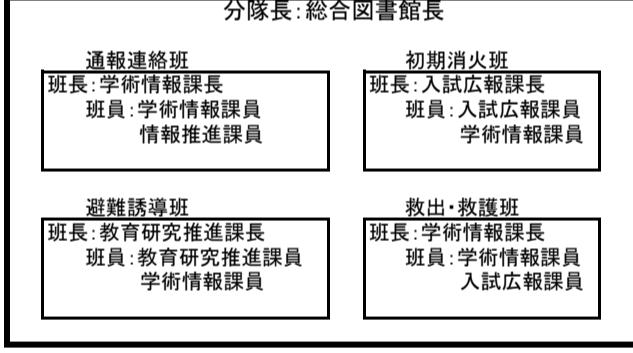 分隊長:総合図書館長
通報連絡班
班長:学術情報課長
班員:学術情報課員
情報推進課員
初期消火班
班長:入試広報課長
班員:入試広報課員
学術情報課員
避難誘導班
班長:教育研究推進課長
班員:教育研究推進課員
学術情報課員
救出・救護班
班長:学術情報課長
班員:学術情報課員
入試広報課員